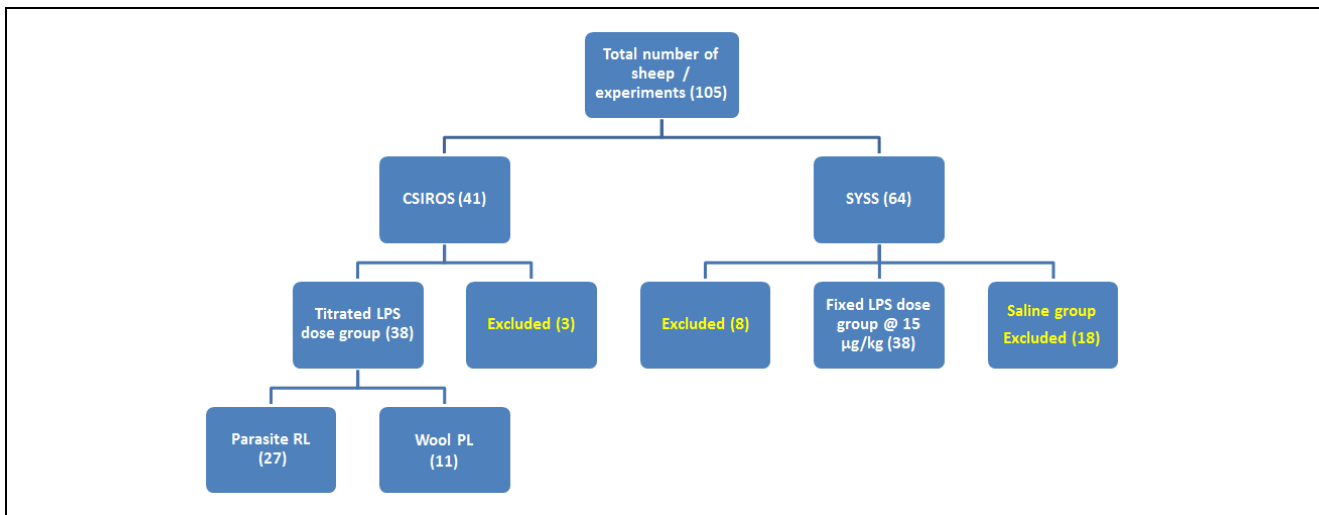 Total number of
sheep /
experiments (105)
CSIROS (41)
SYSS (64)
Titrated LPS
dose group (38)
Excluded (3)
Excluded (8)
Fixed LPS dose
group @ 15
µg/kg (38)
Saline group
Excluded (18)
Parasite RL
(27)
Wool PL
(11)